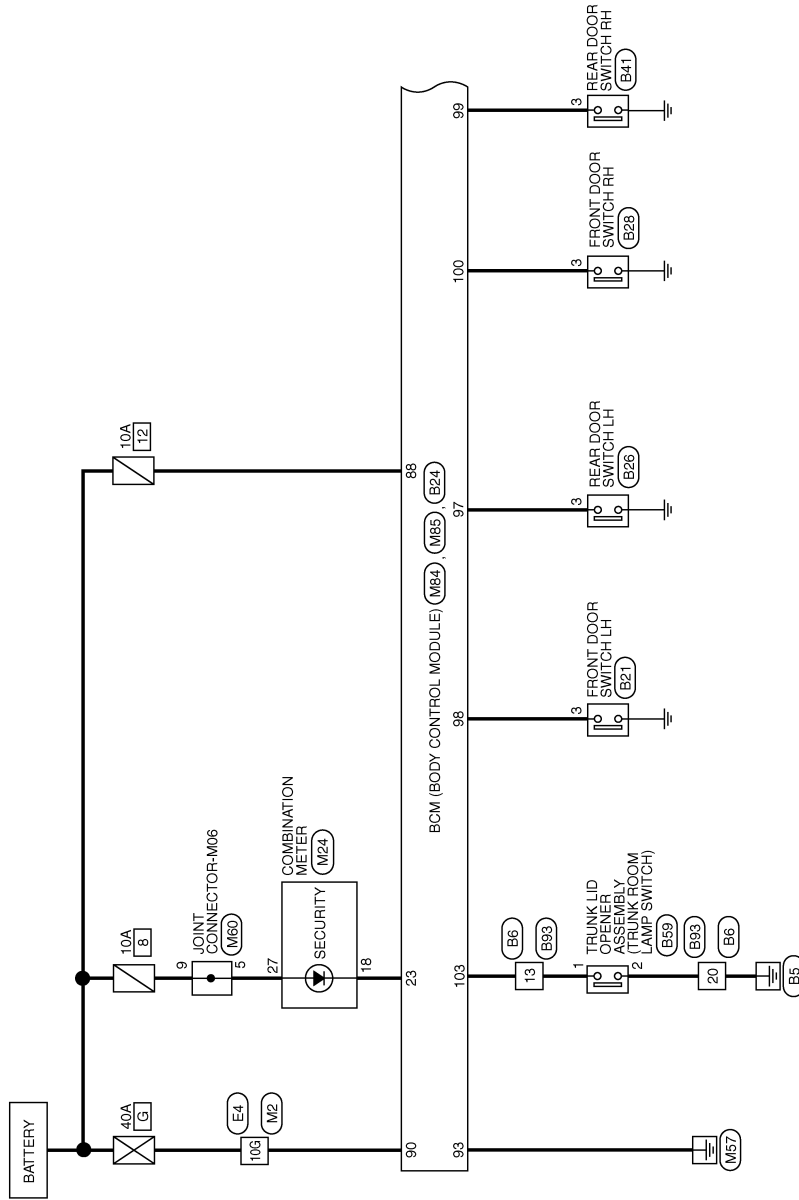 BATTERY
40A
G
E4
10G
M2
90
93
M57
10A
8
JOINT
CONNECTOR-M06
M60
9
5
COMBINATION
METER
M24
27
SECURITY
18
23
103
B6
13
B93
TRUNK LID
OPENER
ASSEMBLY
(TRUNK ROOM
LAMP SWITCH)
B59
1
2
B93
20
B6
B5
10A
12
88
BCM (BODY CONTROL MODULE) M84 , M85 , B24
98
3
FRONT DOOR
SWITCH LH
B21
97
3
REAR DOOR
SWITCH LH
B26
100
3
FRONT DOOR
SWITCH RH
B28
99
3
REAR DOOR
SWITCH RH
B41